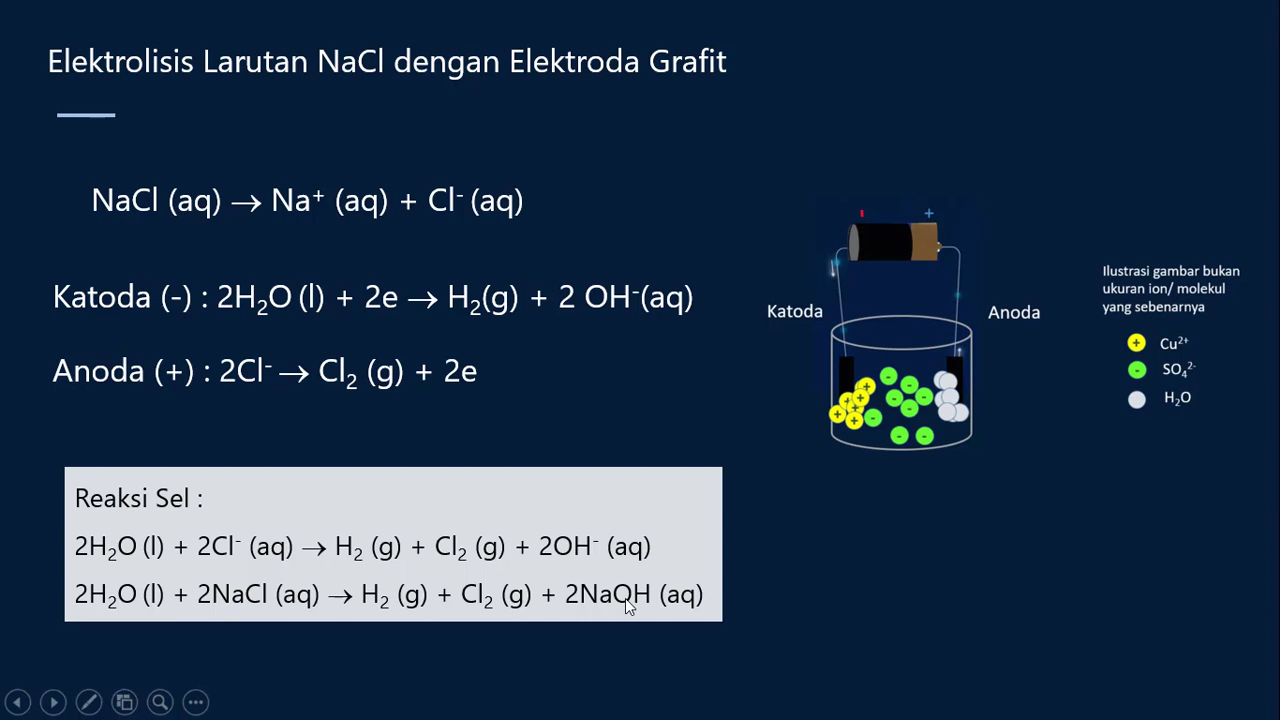 Elektrolisis Larutan NaCl dengan Elektroda Grafit
NaCl (aq) → Na⁺ (aq) + Cl⁻ (aq)
Katoda (-) : 2H₂O (l) + 2e → H₂(g) + 2 OH⁻(aq)
Anoda (+) : 2Cl⁻ → Cl₂ (g) + 2e
Reaksi Sel :
2H₂O (l) + 2Cl⁻ (aq) → H₂ (g) + Cl₂ (g) + 2OH⁻ (aq)
2H₂O (l) + 2NaCl (aq) → H₂ (g) + Cl₂ (g) + 2NaOH (aq)
- +
Katoda
Anoda
Ilustrasi gambar bukan
ukuran ion/ molekul
yang sebenarnya
+ Cu²⁺
- SO₄²⁻
H₂O